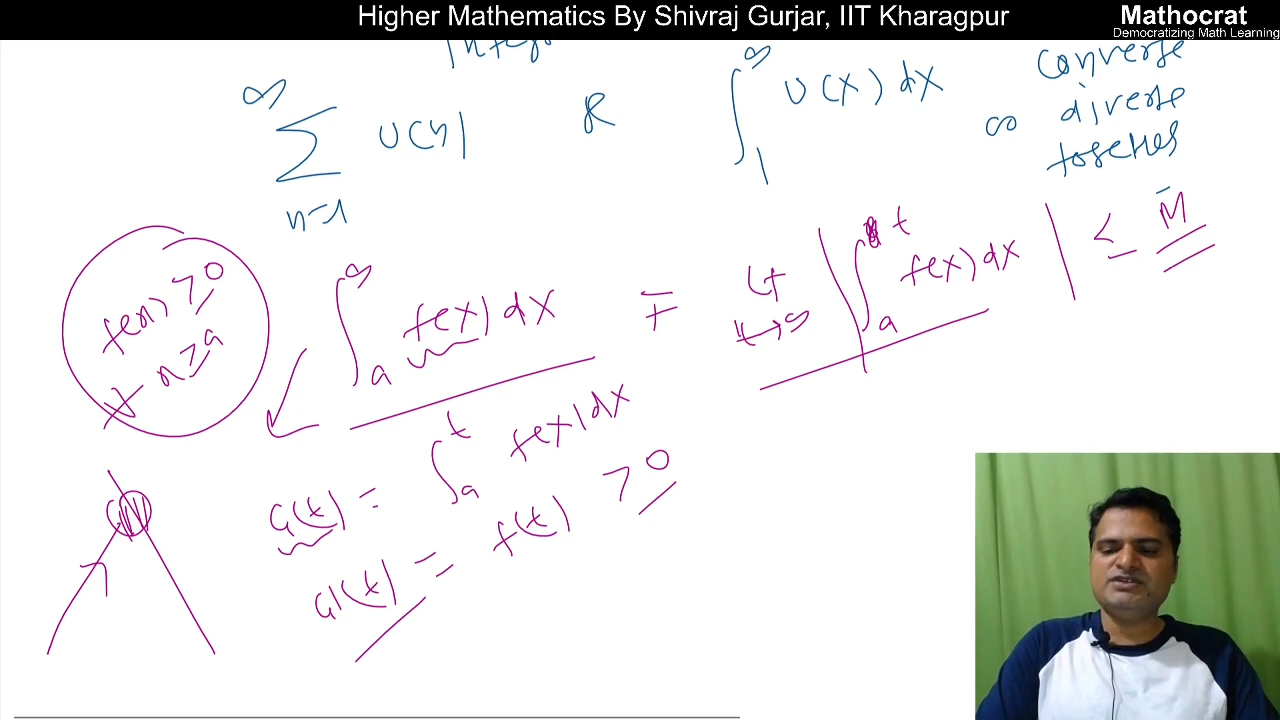 Higher Mathematics By Shivraj Gurjar, IIT Kharagpur
Mathocrat
Democratizing Math Learning
∞ ∑ n=1 U(n) & ∫₁^∞ U(x) dx converse
∞ diverse
together
f(x) ≥ 0
∀ x ≥ a
∫ₐ^∞ f(x) dx = Lt t→∞ | ∫ₐ^t f(x) dx | ≤ M
G(t) = ∫ₐ^t f(x) dx
G'(t) = f(t) ≥ 0